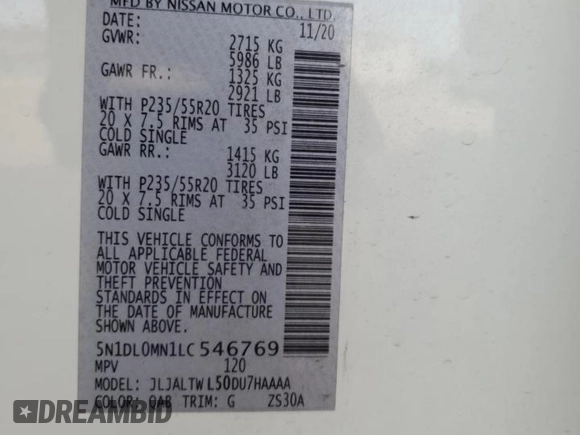 MFD BY NISSAN MOTOR CO., LTD.
DATE: 11/20
GVWR: 2715 KG
5986 LB
GAWR FR.: 1325 KG
2921 LB
WITH P235/55R20 TIRES
20 X 7.5 RIMS AT 35 PSI
COLD SINGLE
GAWR RR.: 1415 KG
3120 LB
WITH P235/55R20 TIRES
20 X 7.5 RIMS AT 35 PSI
COLD SINGLE
THIS VEHICLE CONFORMS TO
ALL APPLICABLE FEDERAL
MOTOR VEHICLE SAFETY AND
THEFT PREVENTION
STANDARDS IN EFFECT ON
THE DATE OF MANUFACTURE
SHOWN ABOVE.
5N1DL0MN1LC546769
MPV 120
MODEL: JLJALTWL50DU7HAAAA
COLOR: QAB TRIM: G ZS30A
DREAMBID